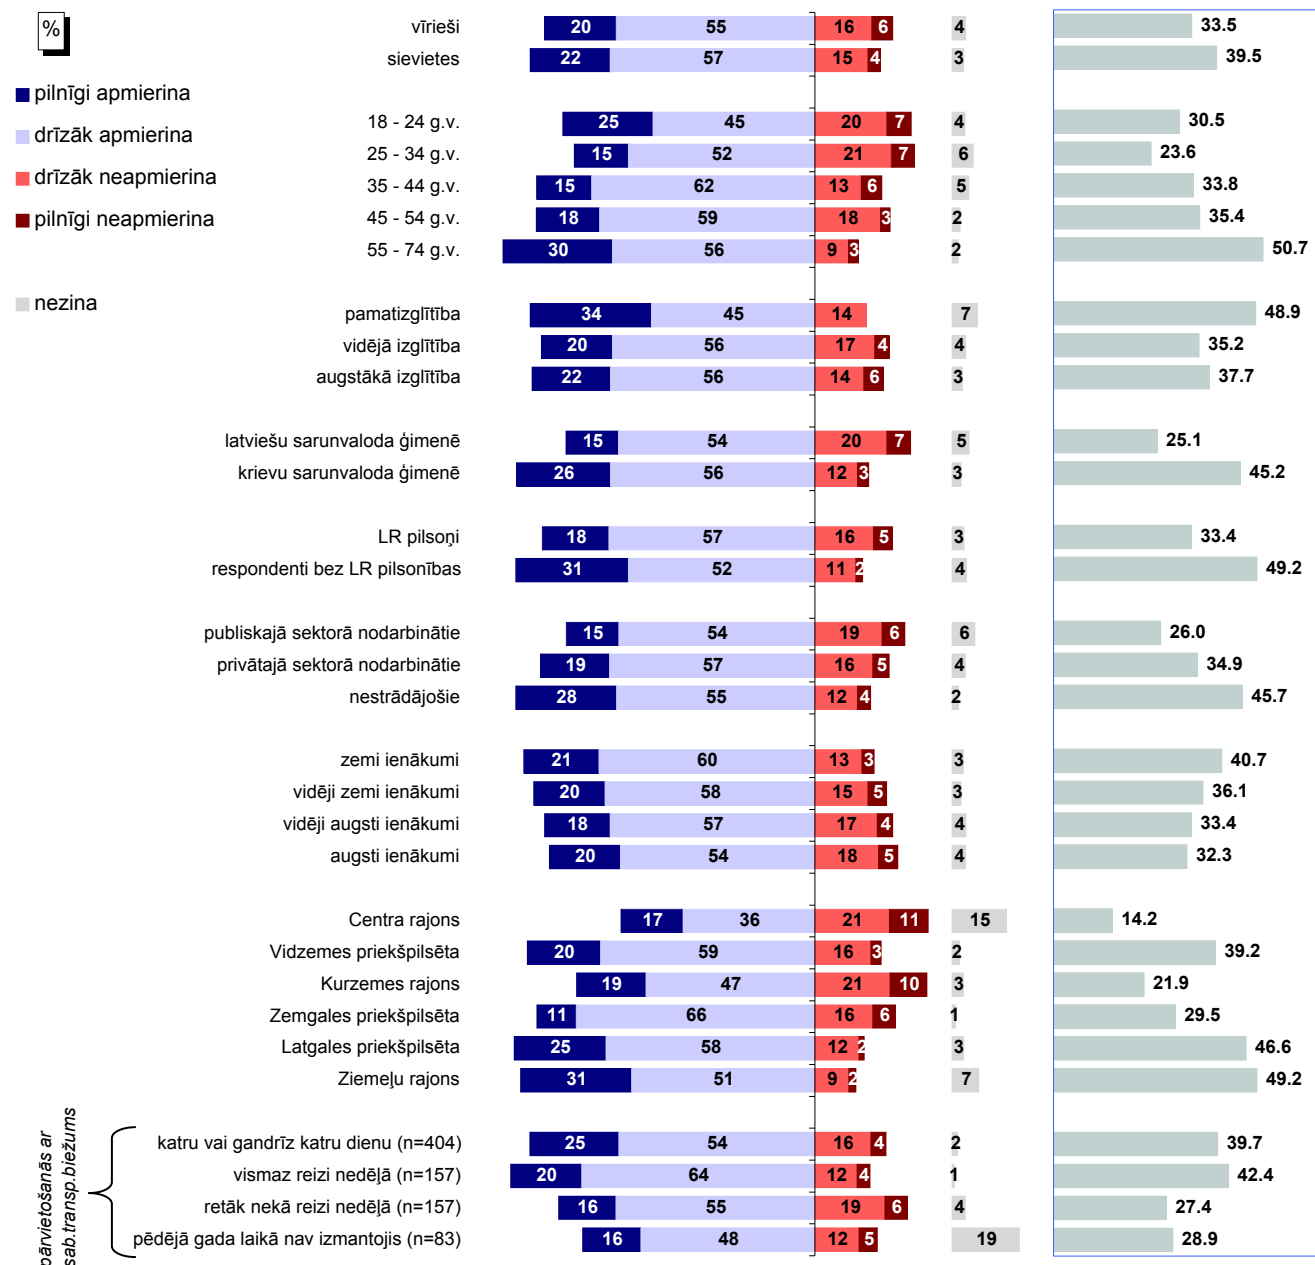 %
pilnīgi apmierina
drīzāk apmierina
drīzāk neapmierina
pilnīgi neapmierina
nezina
vīrieši 20 55 16 6 4 33.5
sievietes 22 57 15 4 3 39.5
18 - 24 g.v. 25 45 20 7 4 30.5
25 - 34 g.v. 15 52 21 7 6 23.6
35 - 44 g.v. 15 62 13 6 5 33.8
45 - 54 g.v. 18 59 18 3 2 35.4
55 - 74 g.v. 30 56 9 3 2 50.7
pamatizglītība 34 45 14 7 48.9
vidējā izglītība 20 56 17 4 4 35.2
augstākā izglītība 22 56 14 6 3 37.7
latviešu sarunvaloda ģimenē 15 54 20 7 5 25.1
krievu sarunvaloda ģimenē 26 56 12 3 3 45.2
LR pilsoņi 18 57 16 5 3 33.4
respondenti bez LR pilsonības 31 52 11 2 4 49.2
publiskajā sektorā nodarbinātie 15 54 19 6 6 26.0
privātajā sektorā nodarbinātie 19 57 16 5 4 34.9
nestrādājošie 28 55 12 4 2 45.7
zemi ienākumi 21 60 13 3 3 40.7
vidēji zemi ienākumi 20 58 15 5 3 36.1
vidēji augsti ienākumi 18 57 17 4 4 33.4
augsti ienākumi 20 54 18 5 4 32.3
Centra rajons 17 36 21 11 15 14.2
Vidzemes priekšpilsēta 20 59 16 3 2 39.2
Kurzemes rajons 19 47 21 10 3 21.9
Zemgales priekšpilsēta 11 66 16 6 1 29.5
Latgales priekšpilsēta 25 58 12 2 3 46.6
Ziemeļu rajons 31 51 9 2 7 49.2
pārvietošanās ar
sab.transp.biežums
katru vai gandrīz katru dienu (n=404) 25 54 16 4 2 39.7
vismaz reizi nedēļā (n=157) 20 64 12 4 1 42.4
retāk nekā reizi nedēļā (n=157) 16 55 19 6 4 27.4
pēdējā gada laikā nav izmantojis (n=83) 16 48 12 5 19 28.9